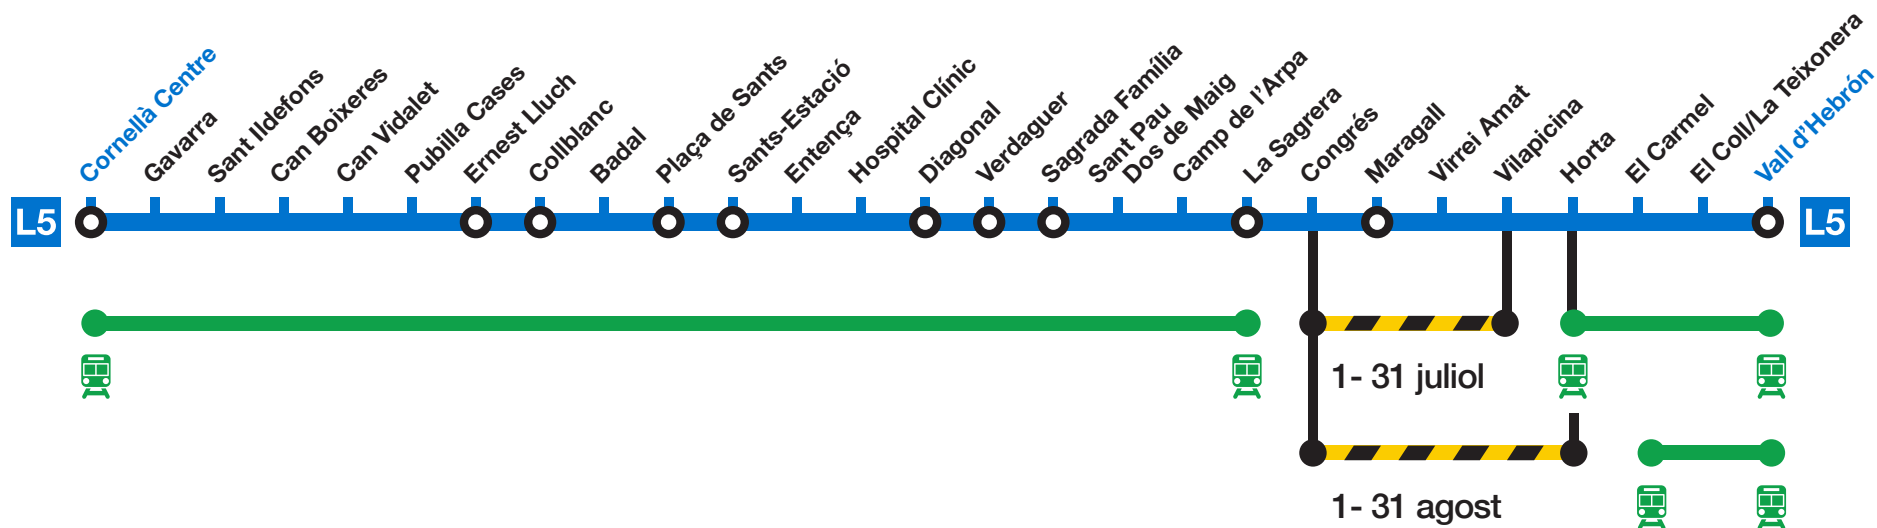 Cornellà Centre
Gavarra
Sant Ildefons
Can Boixeres
Can Vidalet
Pubilla Cases
Ernest Lluch
Collblanc
Badal
Plaça de Sants
Sants-Estació
Entença
Hospital Clínic
Diagonal
Verdaguer
Sagrada Família
Sant Pau
Dos de Maig
Camp de l'Arpa
La Sagrera
Congrés
Maragall
Virrei Amat
Vilapicina
Horta
El Carmel
El Coll/La Teixonera
Vall d'Hebrón
L5
L5
1- 31 juliol
1- 31 agost